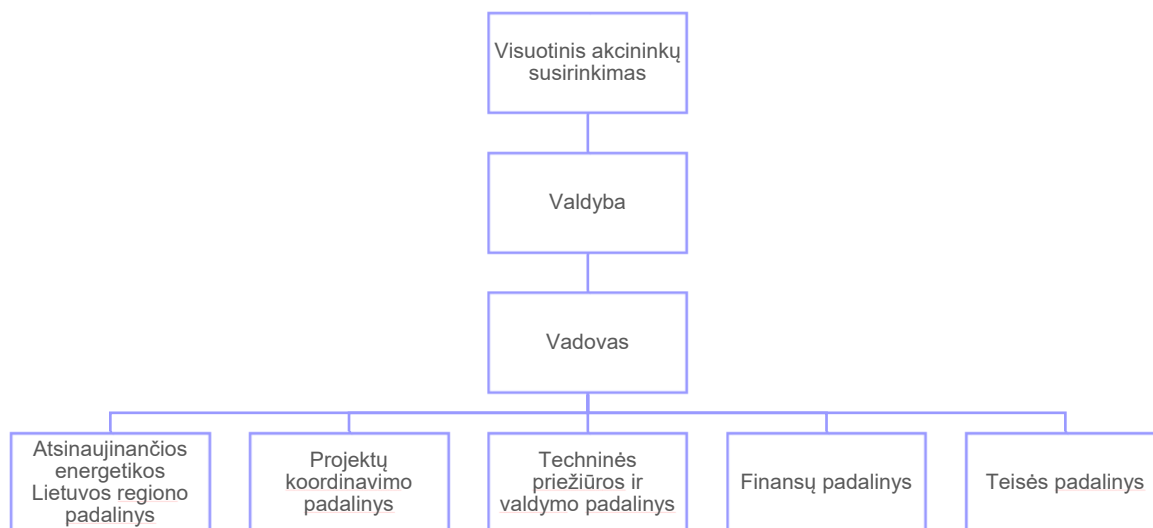 Visuotinis akcininkų
susirinkimas
Valdyba
Vadovas
Atsinaujinančios
energetikos
Lietuvos regiono
padalinys
Projektų
koordinavimo
padalinys
Techninės
priežiūros ir
valdymo padalinys
Finansų padalinys
Teisės padalinys